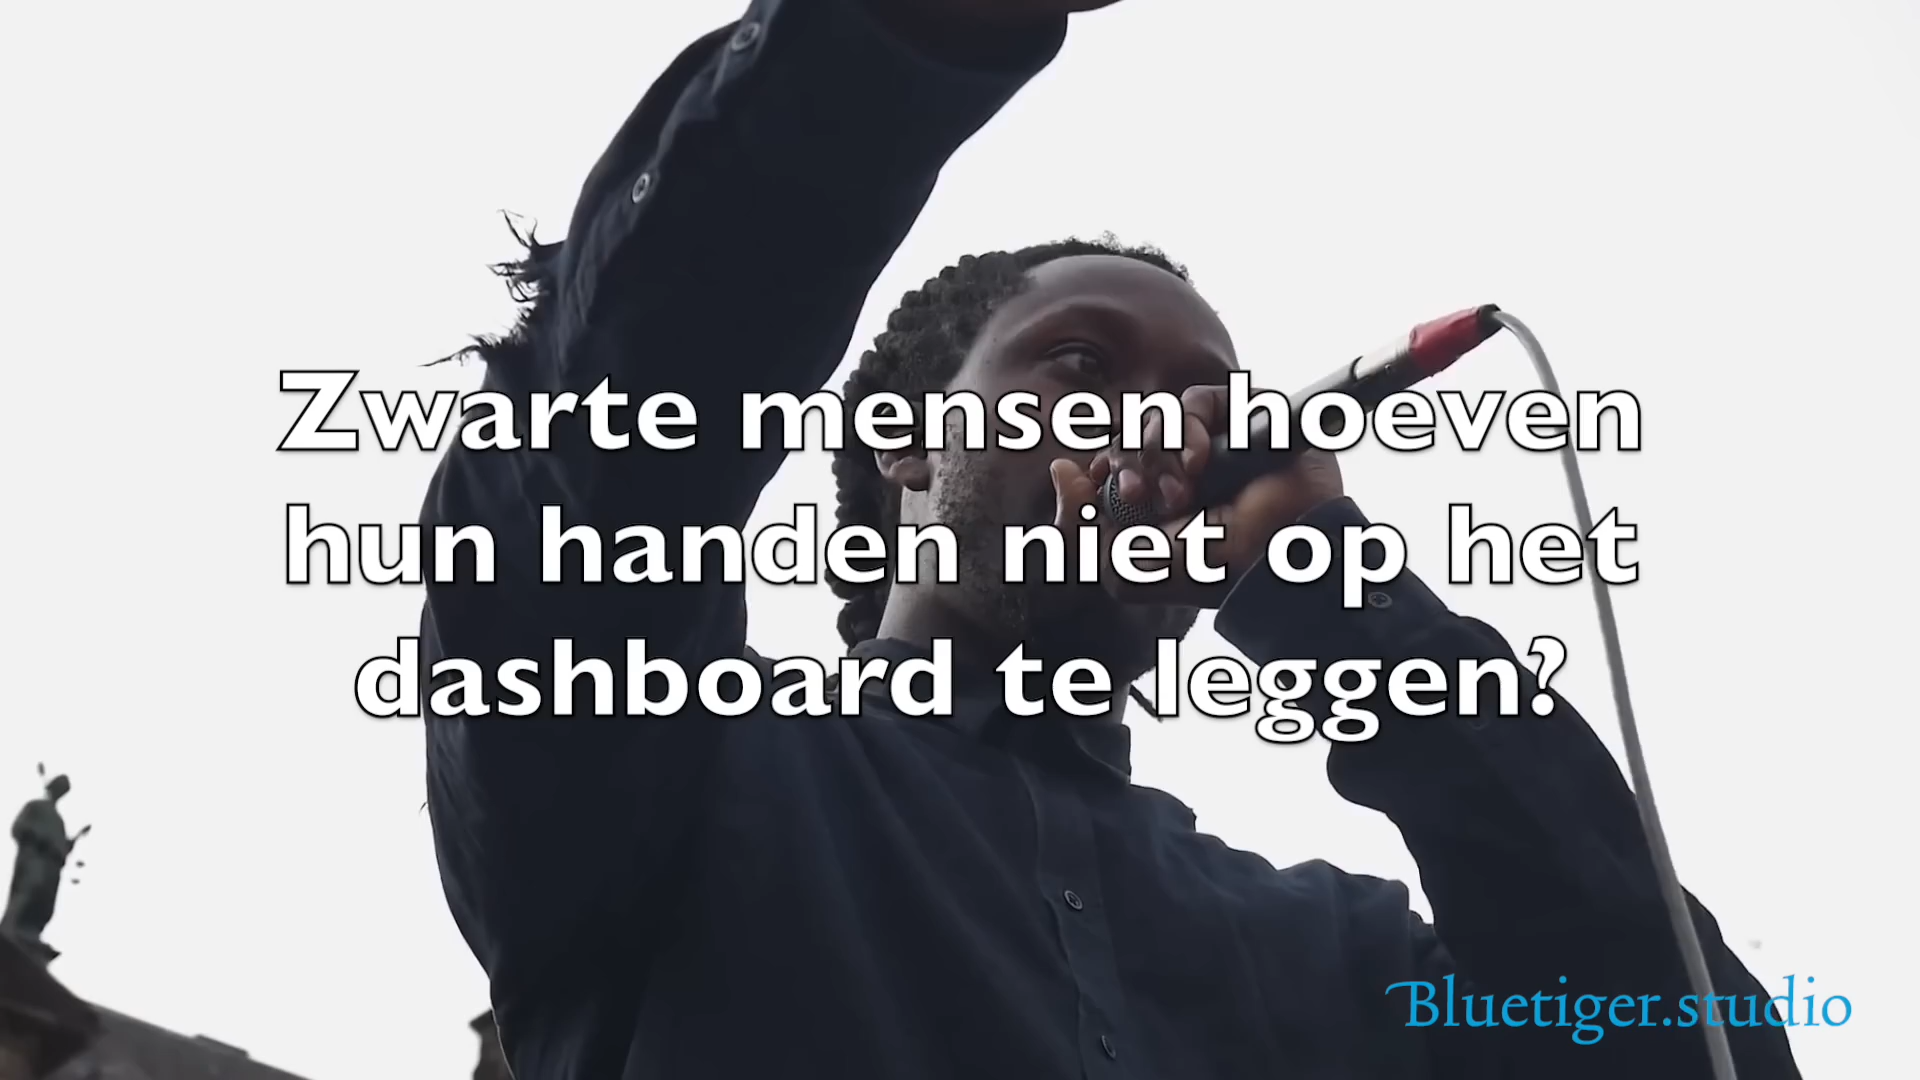 Zwarte mensen hoeven
hun handen niet op het
dashboard te leggen?
Bluetiger.studio